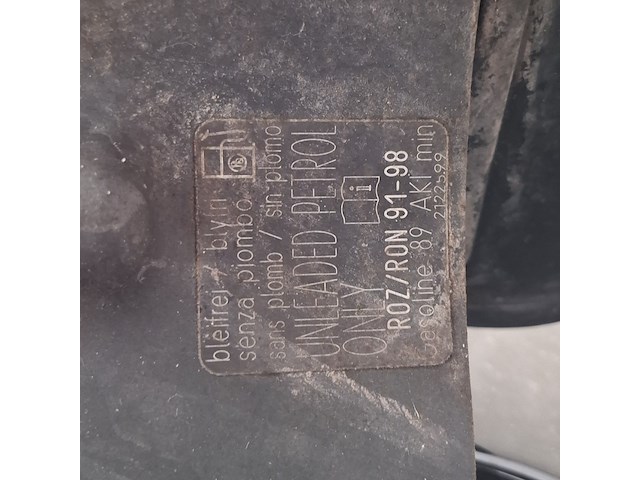 bleifrei / blyfri
senza piombo
sans plomb / sin plomo
UNLEADED PETROL
ONLY
ROZ/RON 91-98
Gasoline 89 AKI min
2122599